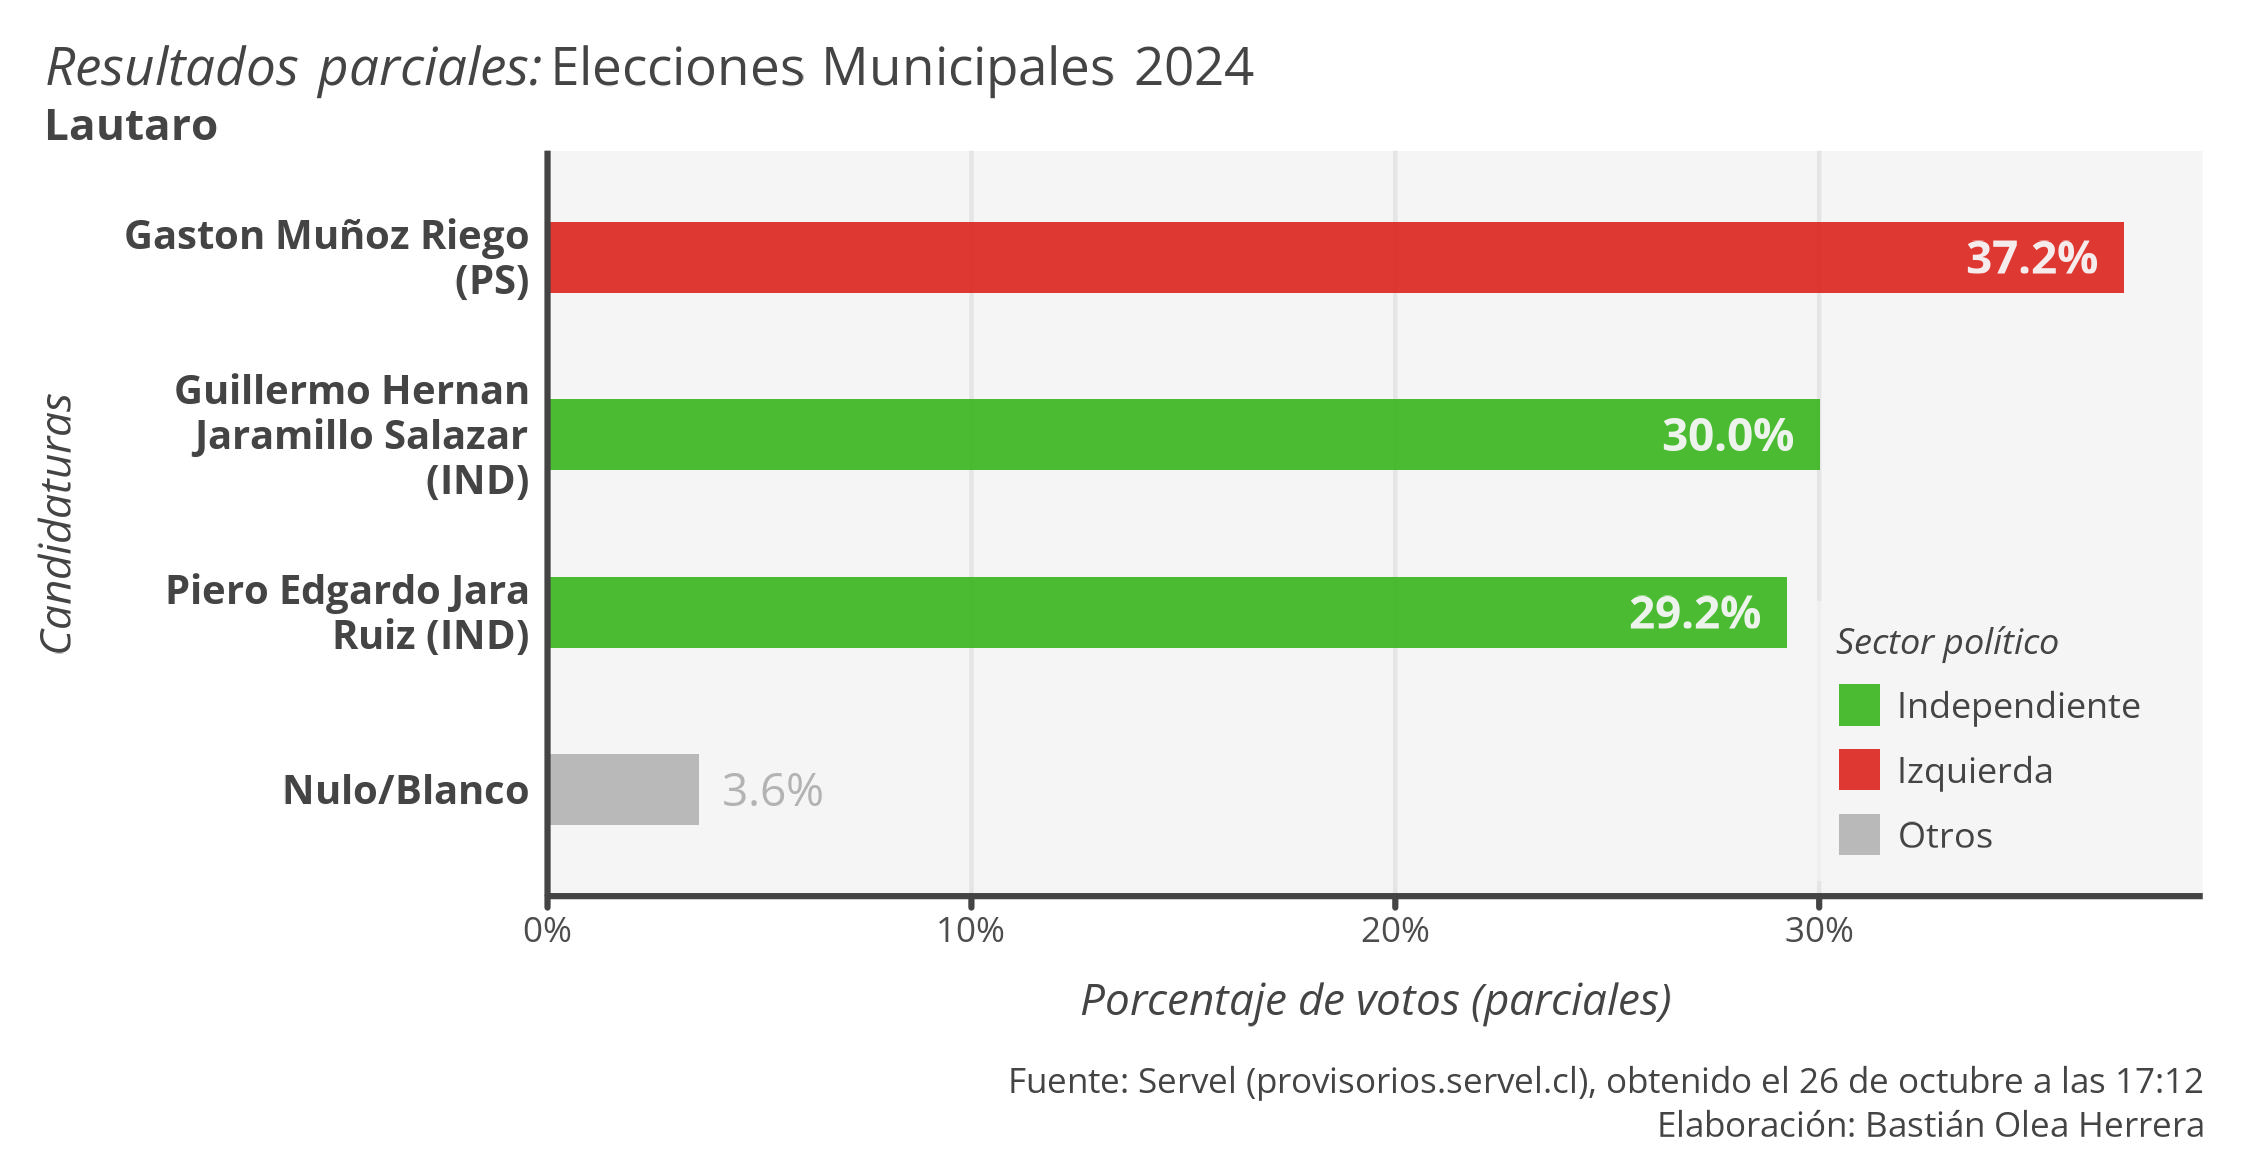 Resultados parciales: Elecciones Municipales 2024
Lautaro
Candidaturas
Gaston Muñoz Riego
(PS)
37.2%
Guillermo Hernan
Jaramillo Salazar
(IND)
30.0%
Piero Edgardo Jara
Ruiz (IND)
29.2%
Nulo/Blanco
3.6%
Sector político
Independiente
Izquierda
Otros
0% 10% 20% 30%
Porcentaje de votos (parciales)
Fuente: Servel (provisorios.servel.cl), obtenido el 26 de octubre a las 17:12
Elaboración: Bastián Olea Herrera